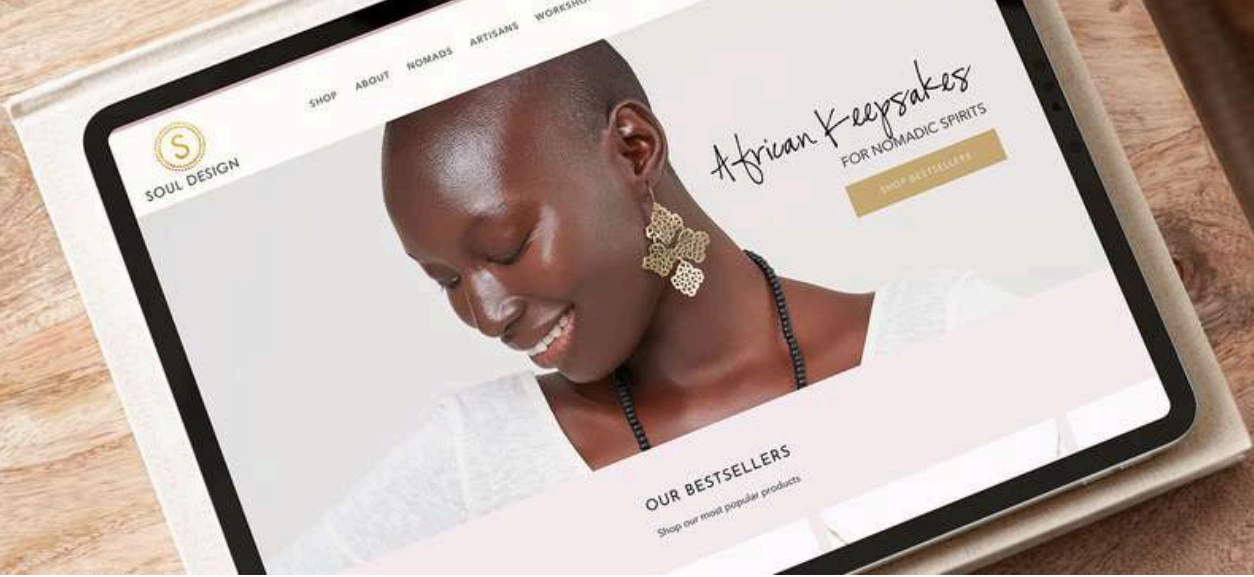 SHOP ABOUT NOMADS ARTISANS
S
SOUL DESIGN
African Keepsakes
FOR NOMADIC SPIRITS
SHOP BESTSELLERS
OUR BESTSELLERS
Shop our most popular products